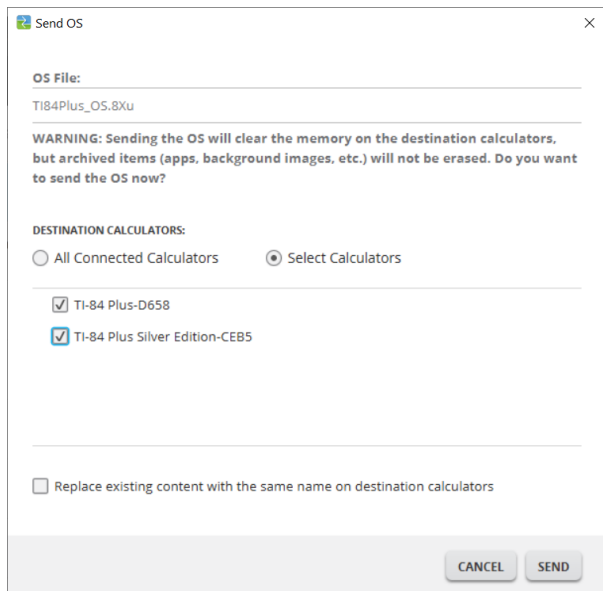 Send OS
OS File:
TI84Plus_OS.8Xu
WARNING: Sending the OS will clear the memory on the destination calculators,
but archived items (apps, background images, etc.) will not be erased. Do you want
to send the OS now?
DESTINATION CALCULATORS:
All Connected Calculators
Select Calculators
TI-84 Plus-D658
TI-84 Plus Silver Edition-CEB5
Replace existing content with the same name on destination calculators
CANCEL
SEND